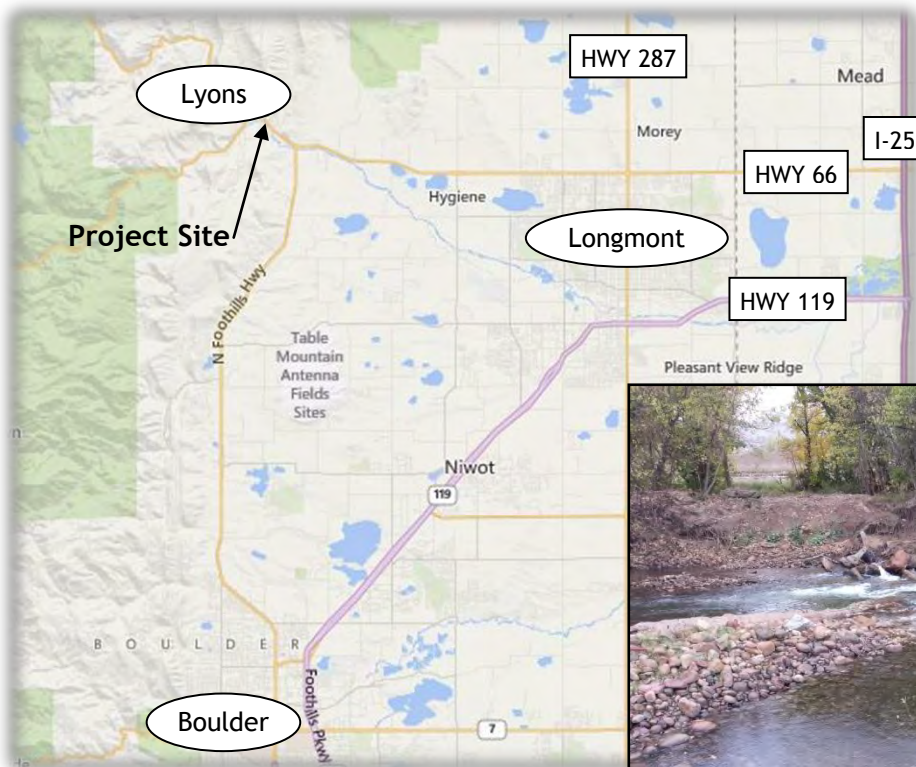 HWY 287
Mead
Lyons
Morey
I-25
HWY 66
Hygiene
Project Site
Longmont
N Foothills Hwy
HWY 119
Table
Mountain
Antenna
Fields
Sites
Pleasant View Ridge
Niwot
119
BOULDER
Foothills Pkwy
Boulder
7